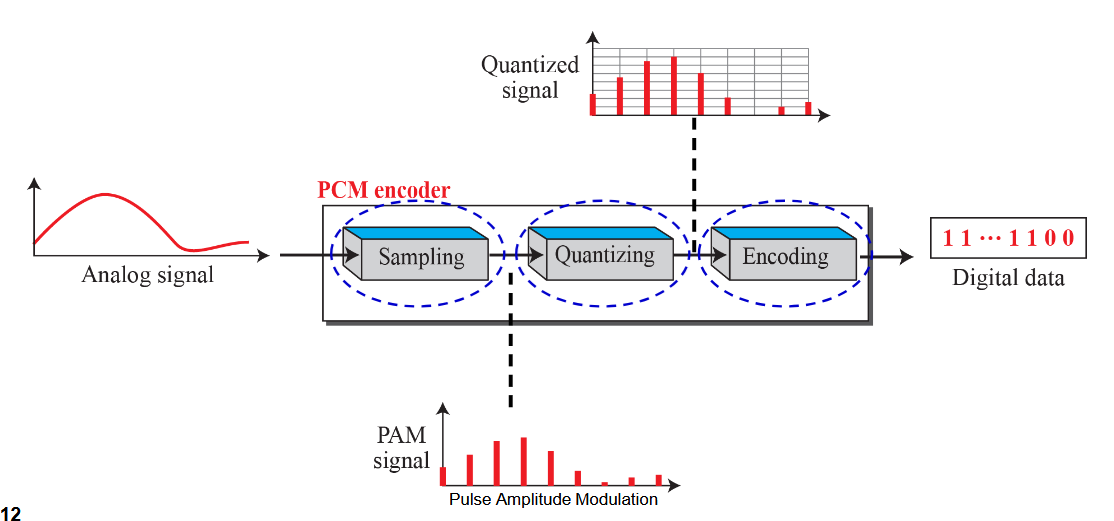 Quantized
signal
PCM encoder
Analog signal
Sampling
Quantizing
Encoding
1 1 ··· 1 1 0 0
Digital data
PAM
signal
Pulse Amplitude Modulation
12